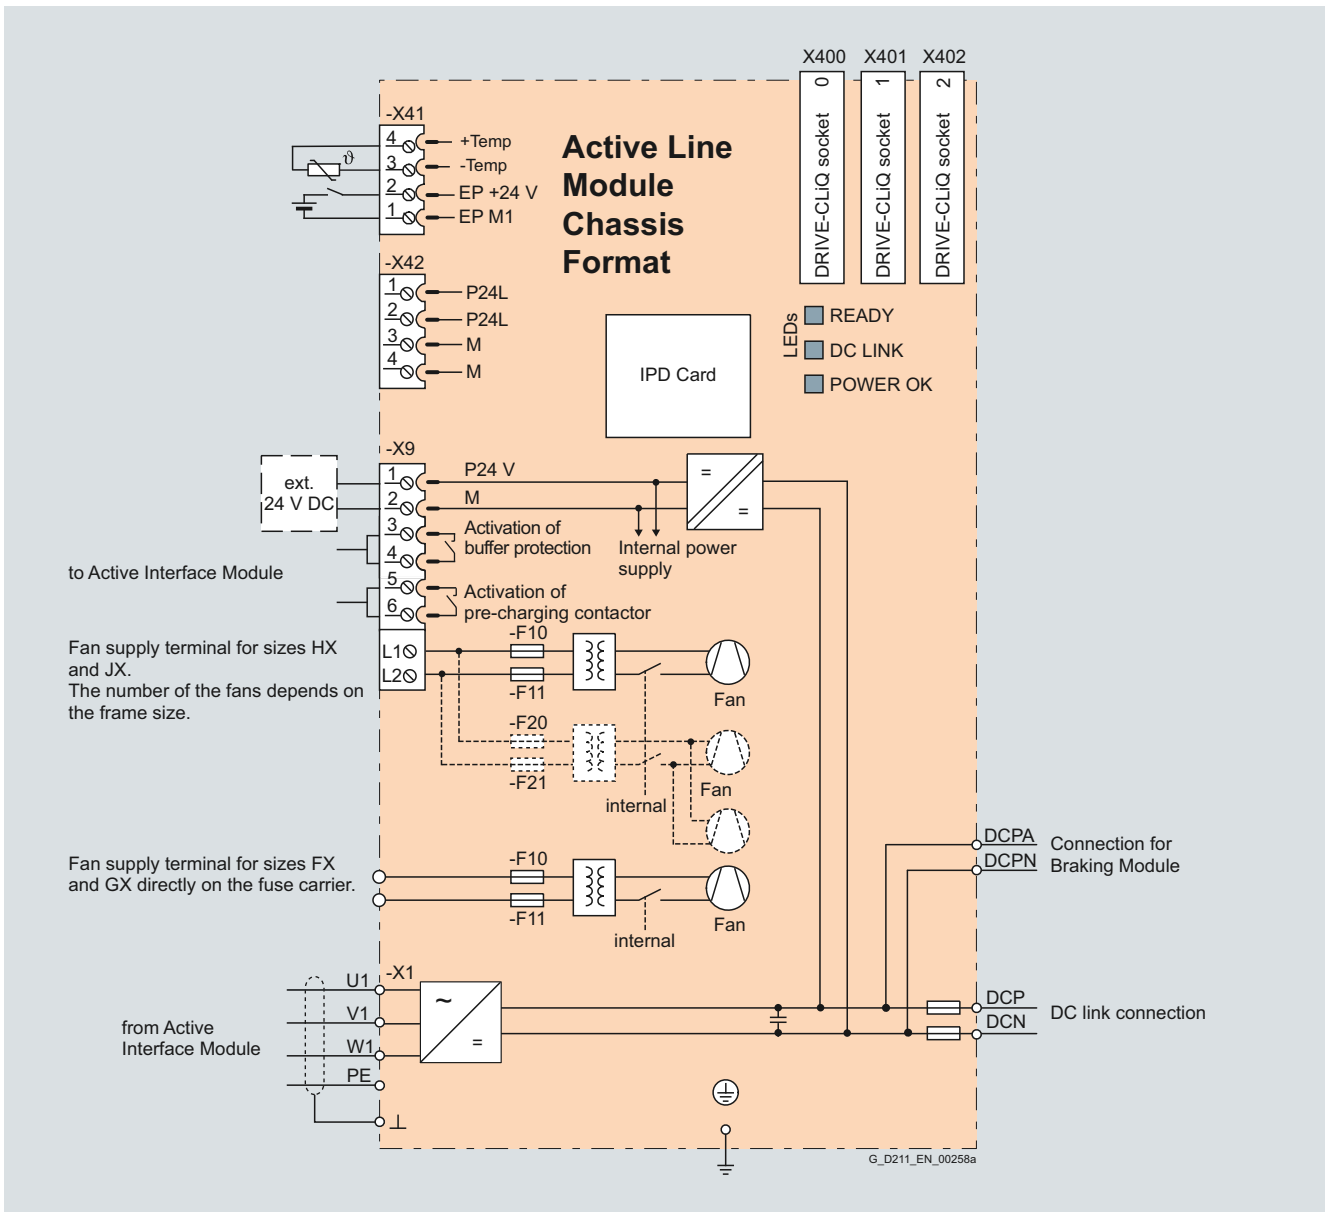 X400 X401 X402
0 1 2
DRIVE-CLiQ socket
DRIVE-CLiQ socket
DRIVE-CLiQ socket
Active Line
Module
Chassis
Format
-X41
4 +Temp
3 -Temp
2 EP +24 V
1 EP M1
ϑ
-X42
1 P24L
2 P24L
3 M
4 M
LEDs
READY
DC LINK
POWER OK
IPD Card
-X9
ext.
24 V DC
1 P24 V
2 M
3
4
Activation of
buffer protection
5
6
Activation of
pre-charging contactor
=
=
Internal power
supply
to Active Interface Module
Fan supply terminal for sizes HX
and JX.
The number of the fans depends on
the frame size.
L1
L2
-F10
-F11
Fan
-F20
-F21
Fan
internal
Fan supply terminal for sizes FX
and GX directly on the fuse carrier.
-F10
-F11
Fan
internal
DCPA
DCPN
Connection for
Braking Module
-X1
U1
V1
W1
PE
from Active
Interface Module
~
=
DCP
DCN
DC link connection
G_D211_EN_00258a